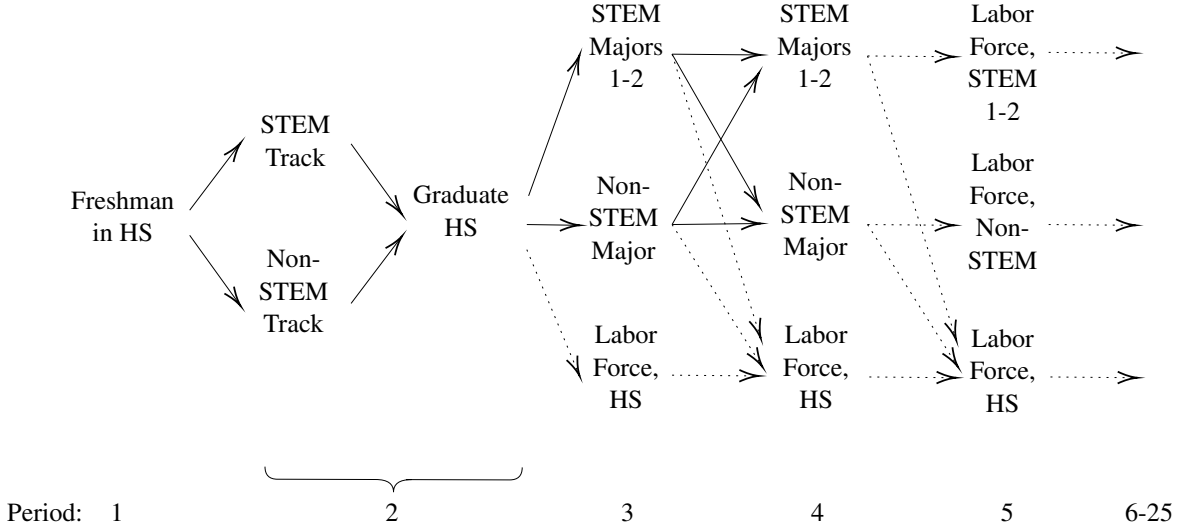 Freshman
in HS
STEM
Track
Non-
STEM
Track
Graduate
HS
STEM
Majors
1-2
Non-
STEM
Major
Labor
Force,
HS
STEM
Majors
1-2
Non-
STEM
Major
Labor
Force,
HS
Labor
Force,
STEM
1-2
Labor
Force,
Non-
STEM
Labor
Force,
HS
Period: 1 2 3 4 5 6-25